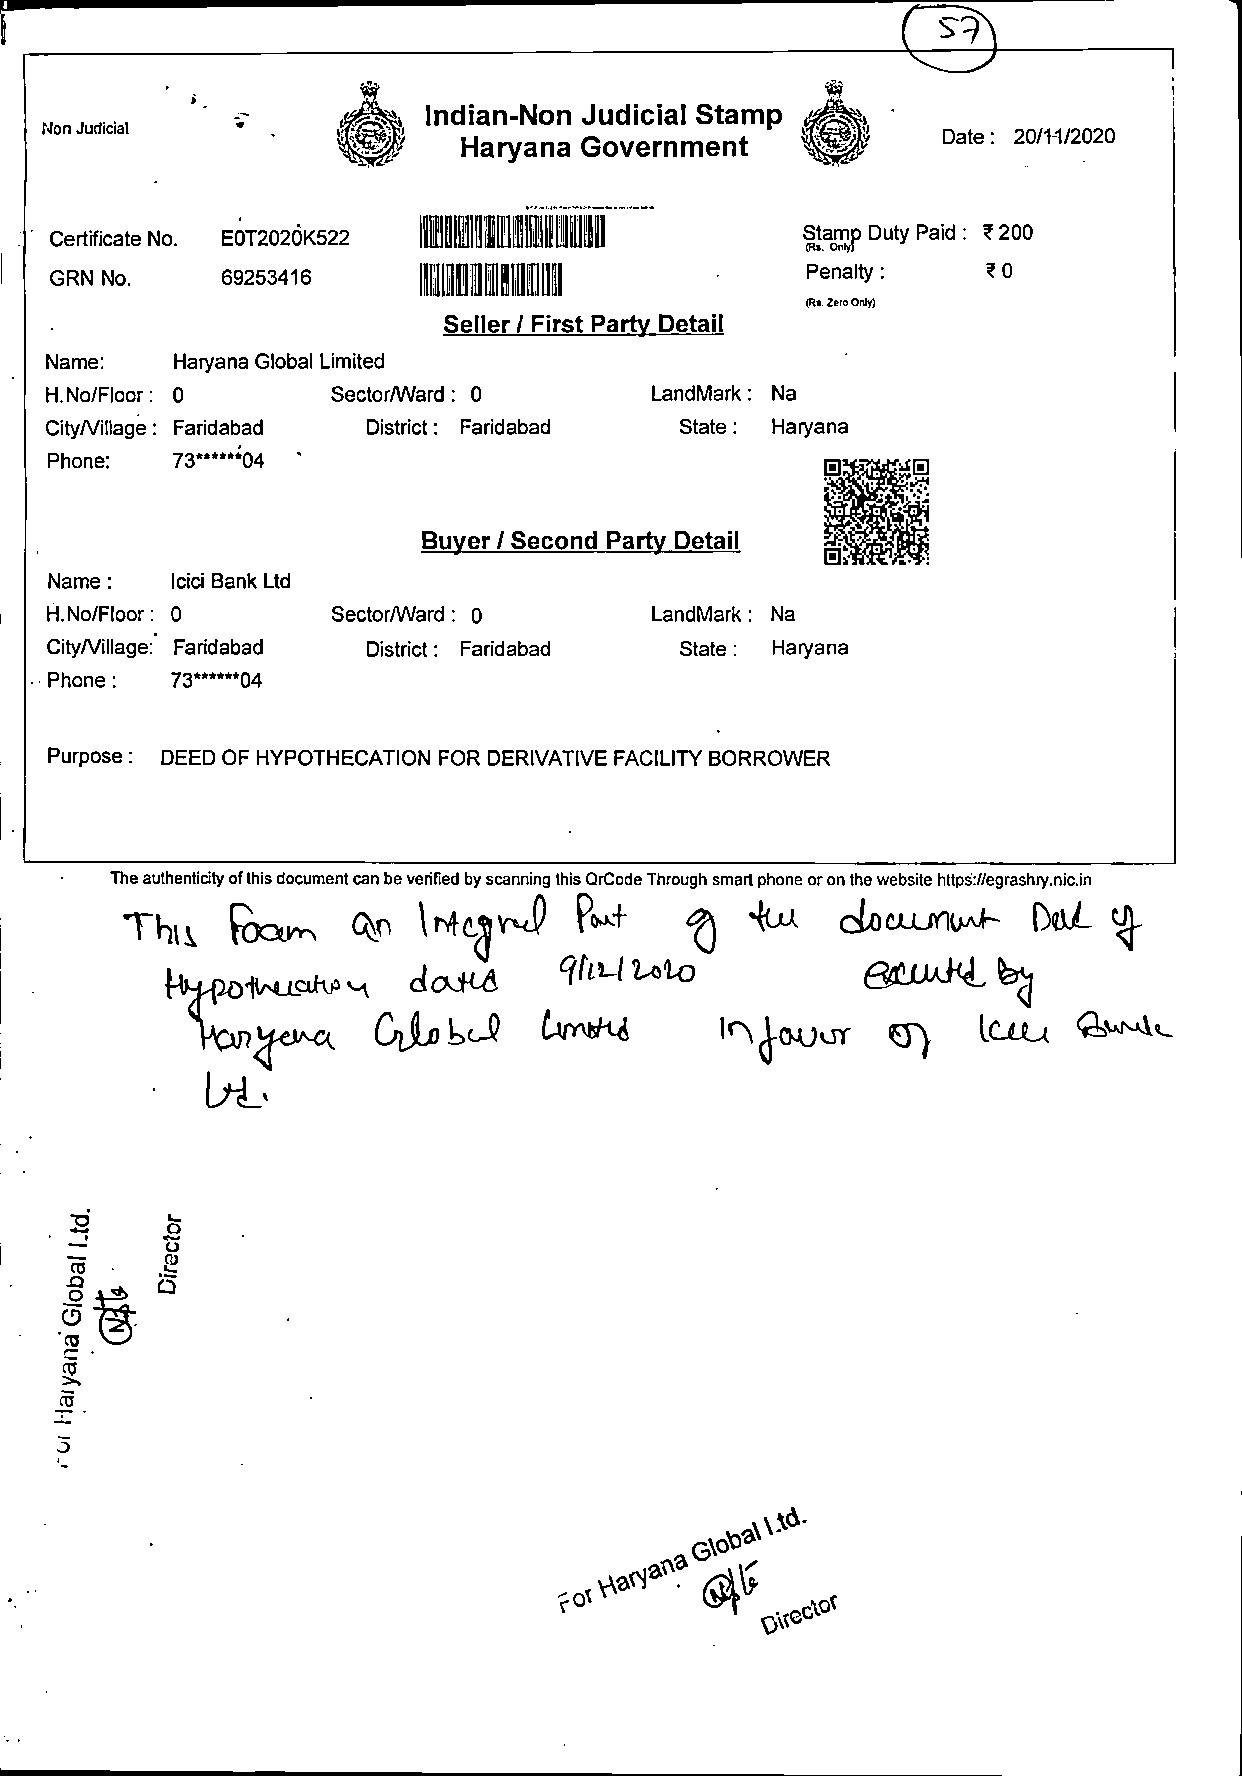 57
Non Judicial
Indian-Non Judicial Stamp
Haryana Government
Date : 20/11/2020
Certificate No. E0T2020K522
Stamp Duty Paid : ₹ 200
(Rs. Only)
GRN No. 69253416
Penalty : ₹ 0
(Rs. Zero Only)
Seller / First Party Detail
Name: Haryana Global Limited
H.No/Floor : 0 Sector/Ward : 0 LandMark : Na
City/Village : Faridabad District : Faridabad State : Haryana
Phone: 73******04
Buyer / Second Party Detail
Name : Icici Bank Ltd
H.No/Floor : 0 Sector/Ward : 0 LandMark : Na
City/Village: Faridabad District : Faridabad State : Haryana
Phone : 73******04
Purpose : DEED OF HYPOTHECATION FOR DERIVATIVE FACILITY BORROWER
The authenticity of this document can be verified by scanning this QrCode Through smart phone or on the website https://egrashry.nic.in
This Foam an Integral Part of the document Deed of
Hypothecation dated 9/12/2020 executed by
Haryana Global Limited In favour of Icici Bank
Ltd.
For Haryana Global Ltd.
Director
For Haryana Global Ltd.
Director